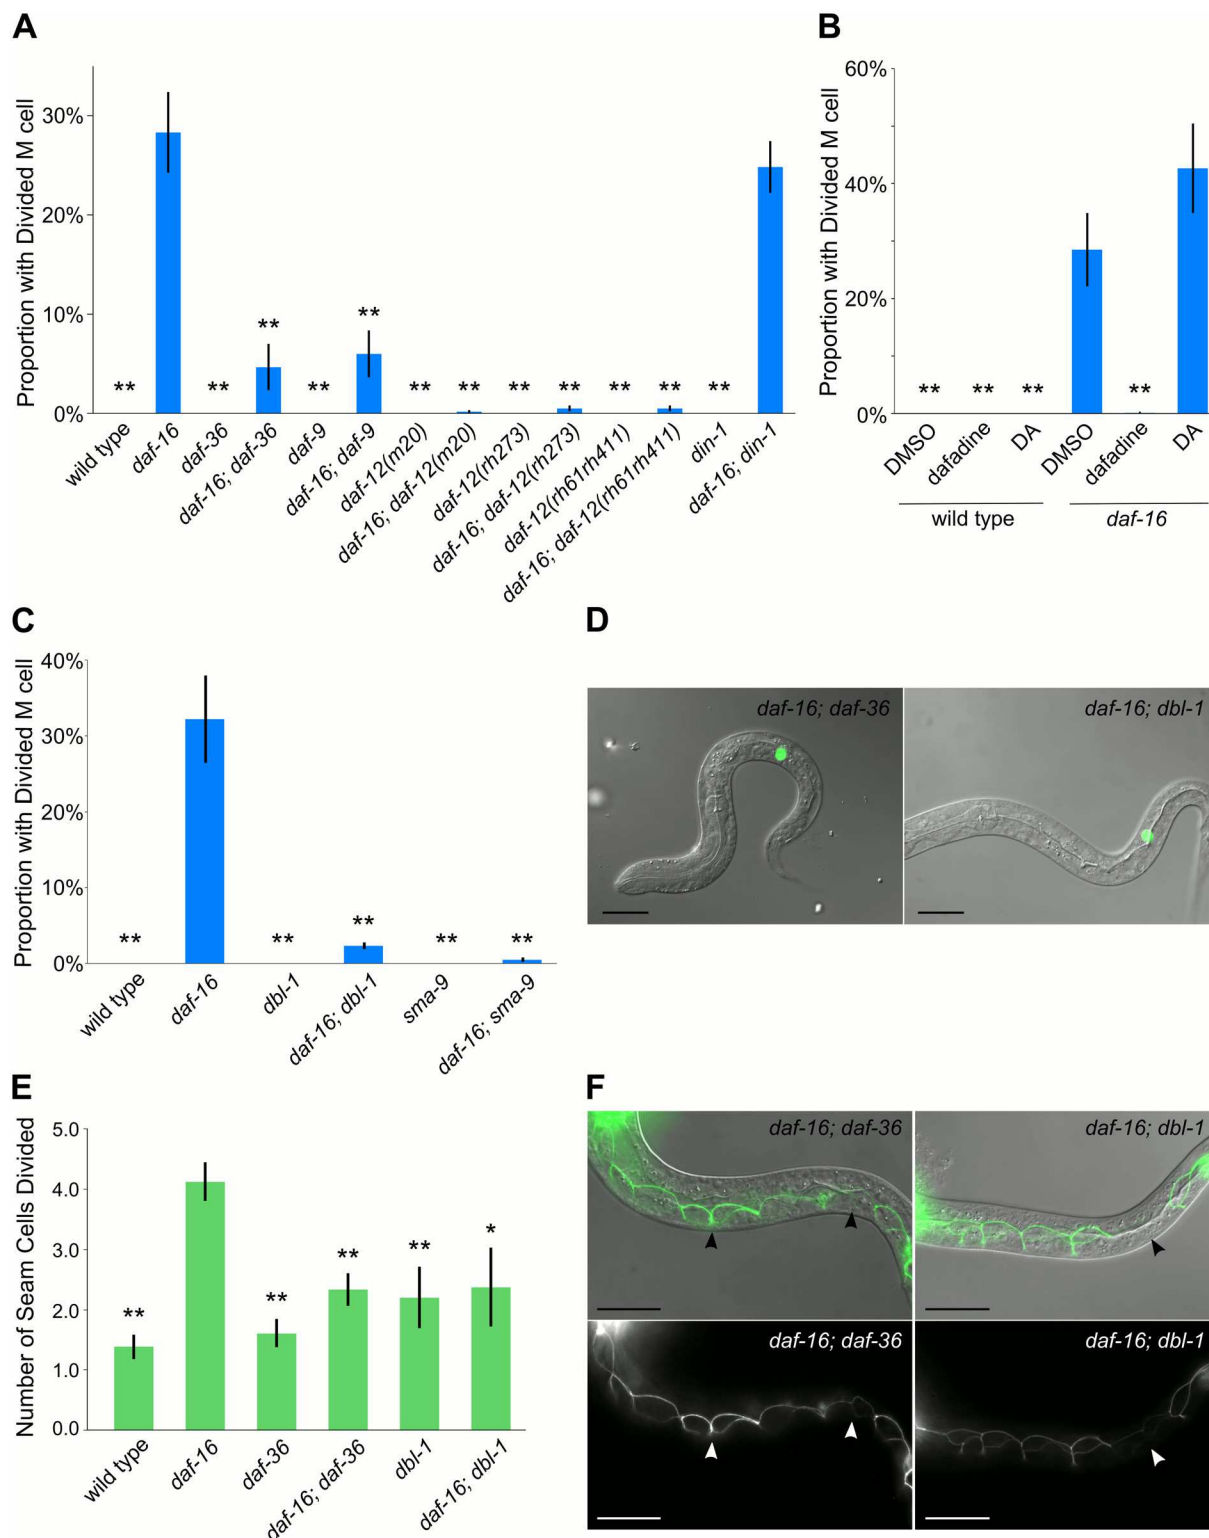 A
Proportion with Divided M cell
30%
20%
10%
0%
**
**
**
**
**
**
**
**
**
**
**
**
wild type
daf-16
daf-36
daf-16; daf-36
daf-9
daf-16; daf-9
daf-12(m20)
daf-16; daf-12(m20)
daf-12(rh273)
daf-16; daf-12(rh273)
daf-12(rh61rh411)
daf-16; daf-12(rh61rh411)
din-1
daf-16; din-1
B
Proportion with Divided M cell
60%
40%
20%
0%
**
**
**
**
DMSO
dafadine
DA
DMSO
dafadine
DA
wild type
daf-16
C
Proportion with Divided M cell
40%
30%
20%
10%
0%
**
**
**
**
**
wild type
daf-16
dbl-1
daf-16; dbl-1
sma-9
daf-16; sma-9
D
daf-16; daf-36
daf-16; dbl-1
E
Number of Seam Cells Divided
5.0
4.0
3.0
2.0
1.0
0.0
**
**
**
**
*
wild type
daf-16
daf-36
daf-16; daf-36
dbl-1
daf-16; dbl-1
F
daf-16; daf-36
daf-16; dbl-1
daf-16; daf-36
daf-16; dbl-1